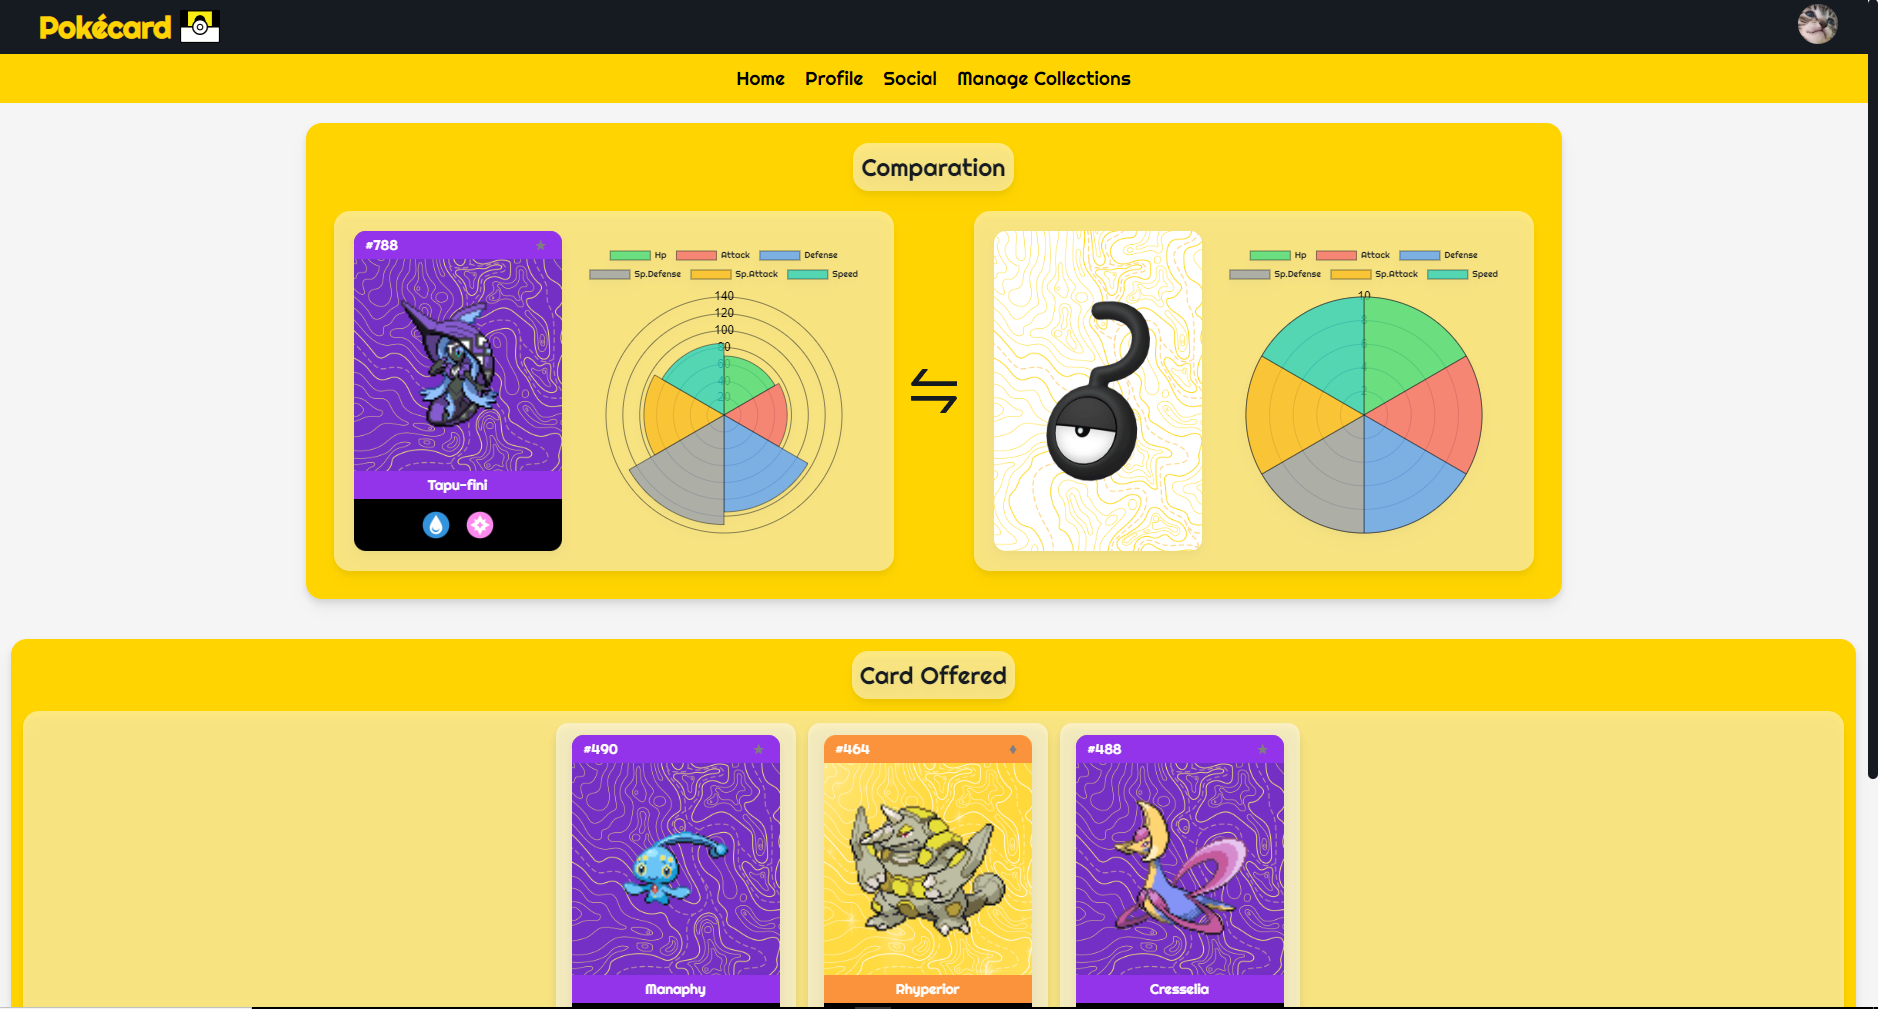 Pokécard
Home Profile Social Manage Collections
Comparation
#788
Hp Attack Defense
Sp.Defense Sp.Attack Speed
140
120
100
80
60
40
20
Tapu-fini
Hp Attack Defense
Sp.Defense Sp.Attack Speed
10
8
6
4
2
Card Offered
#490
#464
#488
Manaphy
Rhyperior
Cresselia